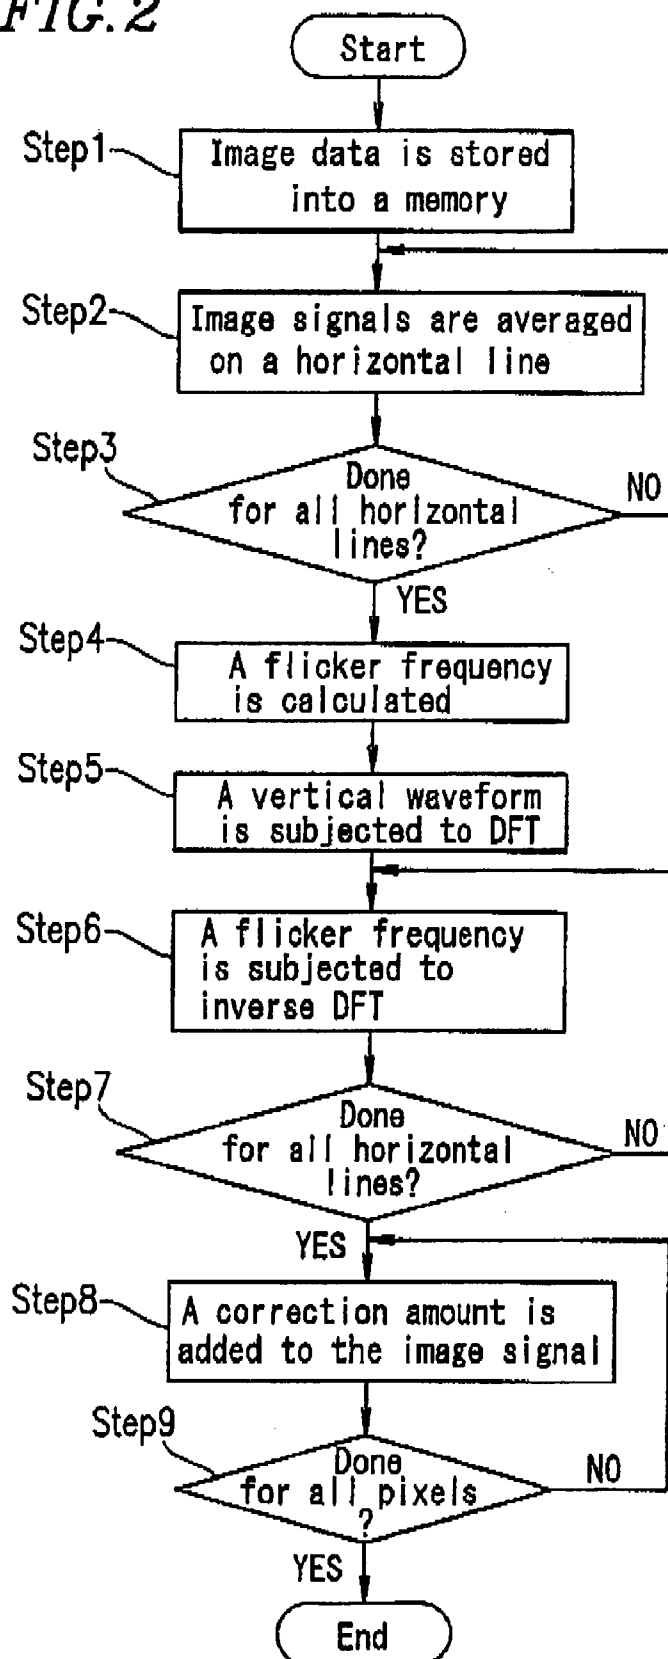 FIG. 2
Start
Step1
Image data is stored
into a memory
Step2
Image signals are averaged
on a horizontal line
Step3
Done
for all horizontal
lines?
NO
YES
Step4
A flicker frequency
is calculated
Step5
A vertical waveform
is subjected to DFT
Step6
A flicker frequency
is subjected to
inverse DFT
Step7
Done
for all horizontal
lines?
NO
YES
Step8
A correction amount is
added to the image signal
Step9
Done
for all pixels
?
NO
YES
End